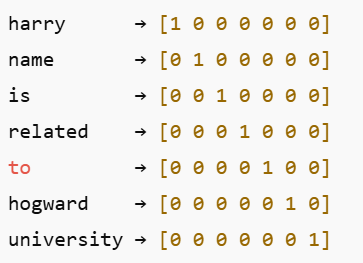 harry → [1 0 0 0 0 0 0]
name → [0 1 0 0 0 0 0]
is → [0 0 1 0 0 0 0]
related → [0 0 0 1 0 0 0]
to → [0 0 0 0 1 0 0]
hogward → [0 0 0 0 0 1 0]
university → [0 0 0 0 0 0 1]